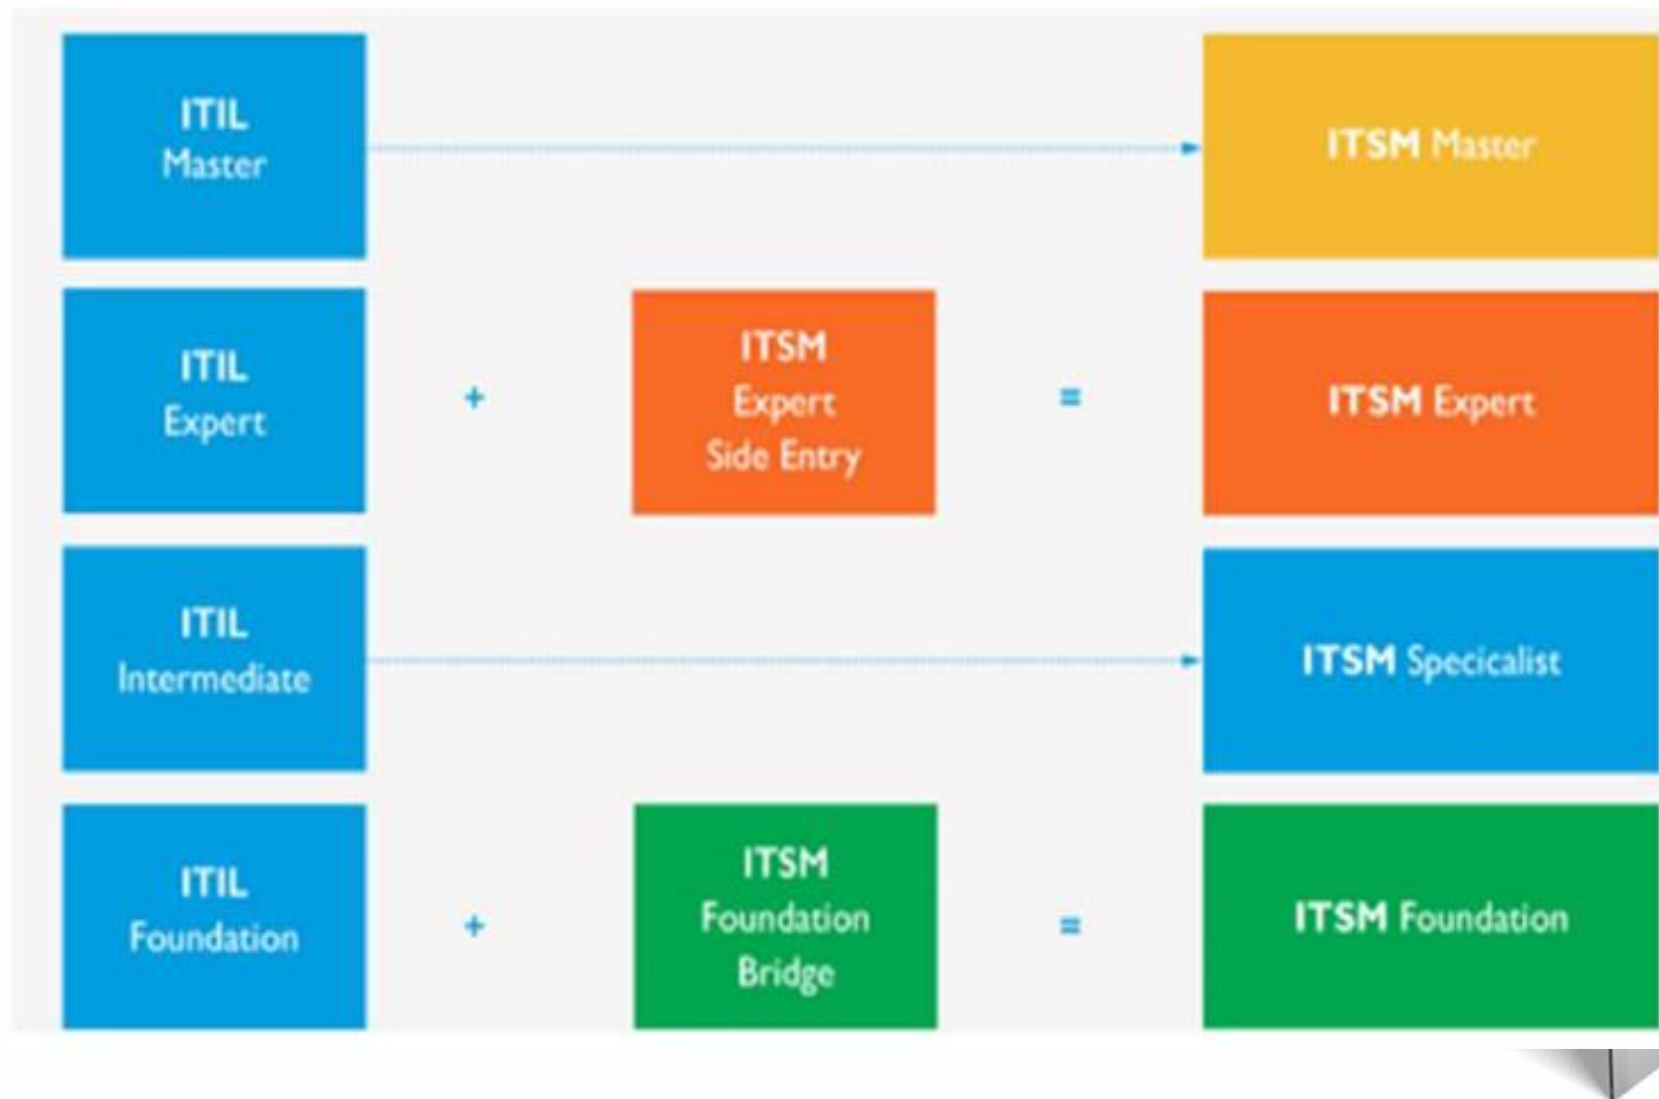 ITIL
Master
ITSM Master
ITIL
Expert
+
ITSM
Expert
Side Entry
=
ITSM Expert
ITIL
Intermediate
ITSM Specicalist
ITIL
Foundation
+
ITSM
Foundation
Bridge
=
ITSM Foundation